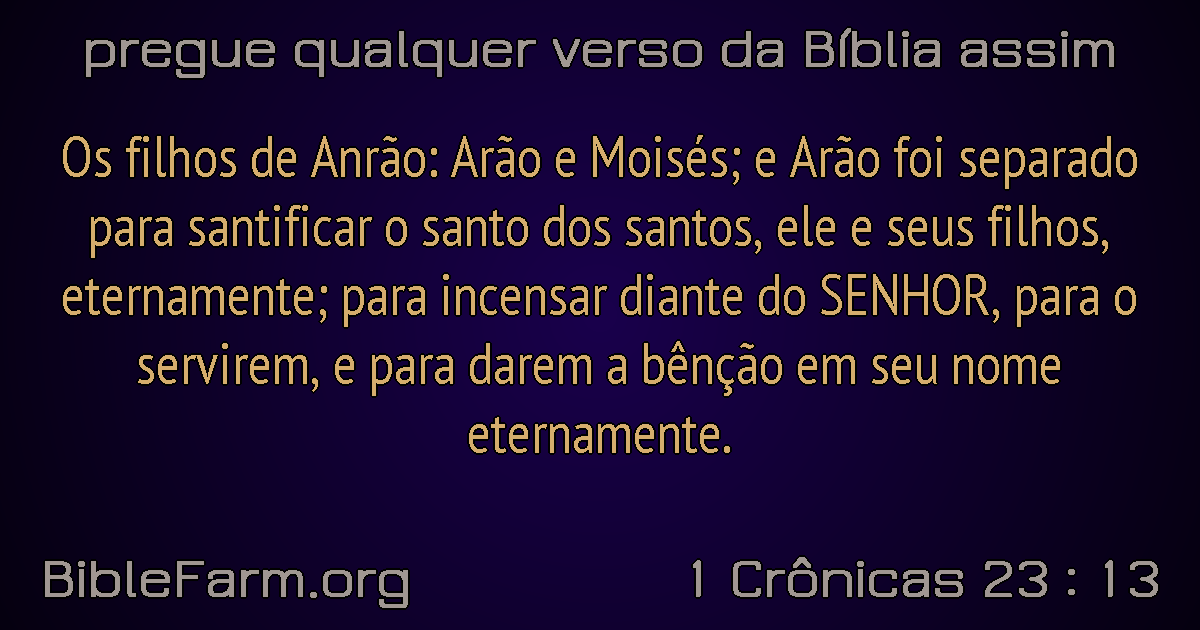 pregue qualquer verso da Bíblia assim
Os filhos de Anrão: Arão e Moisés; e Arão foi separado
para santificar o santo dos santos, ele e seus filhos,
eternamente; para incensar diante do SENHOR, para o
servirem, e para darem a bênção em seu nome
eternamente.
BibleFarm.org
1 Crônicas 23 : 13